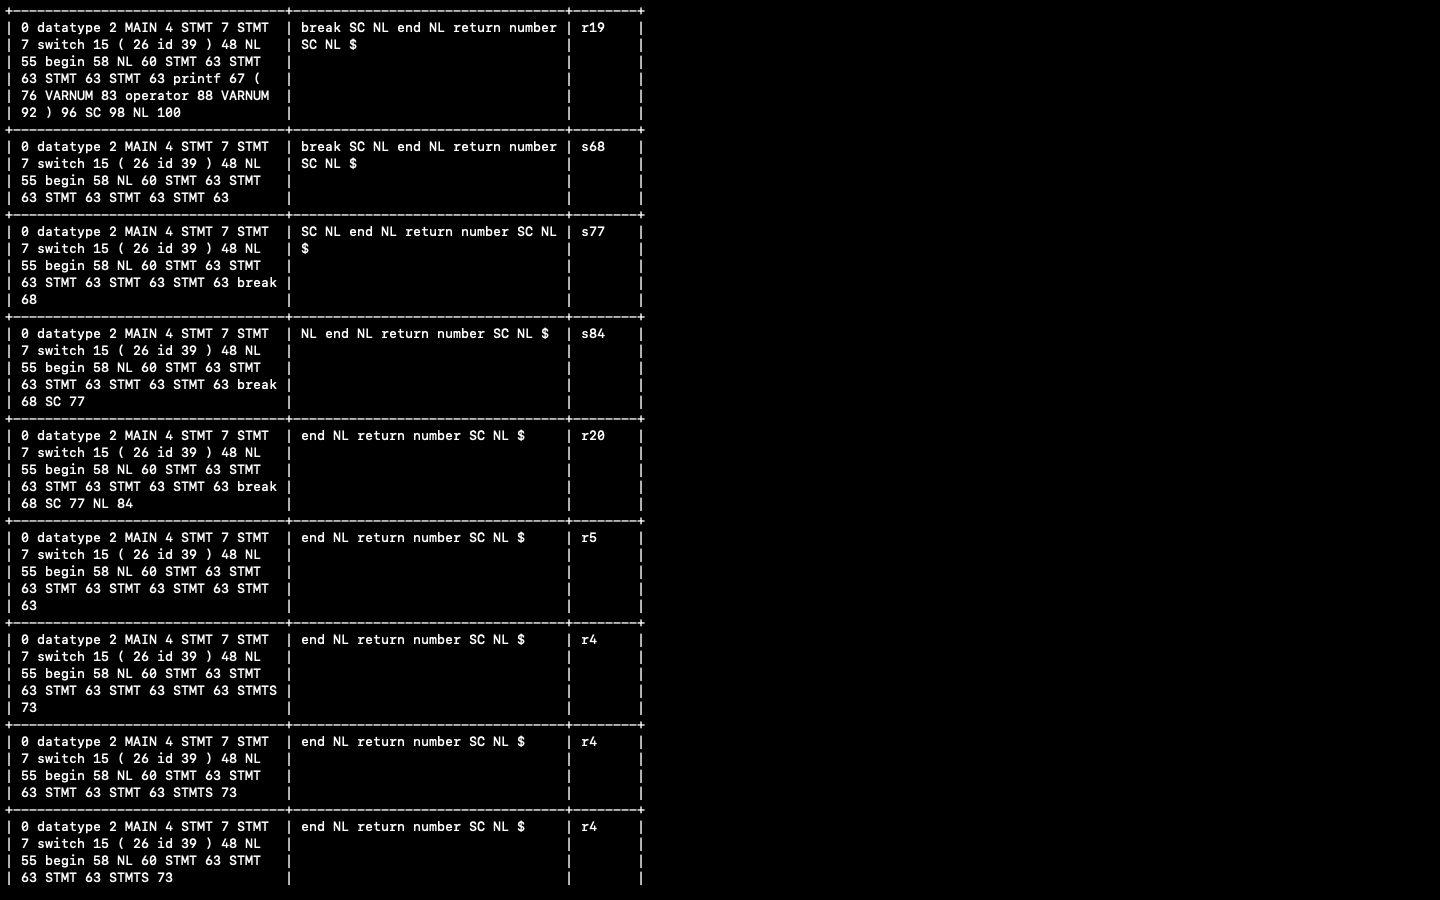 +----------------------------------+----------------------------------+--------+
| 0 datatype 2 MAIN 4 STMT 7 STMT | break SC NL end NL return number | r19 |
| 7 switch 15 ( 26 id 39 ) 48 NL | SC NL $ | |
| 55 begin 58 NL 60 STMT 63 STMT | | |
| 63 STMT 63 STMT 63 printf 67 ( | | |
| 76 VARNUM 83 operator 88 VARNUM | | |
| 92 ) 96 SC 98 NL 100 | | |
+----------------------------------+----------------------------------+--------+
| 0 datatype 2 MAIN 4 STMT 7 STMT | break SC NL end NL return number | s68 |
| 7 switch 15 ( 26 id 39 ) 48 NL | SC NL $ | |
| 55 begin 58 NL 60 STMT 63 STMT | | |
| 63 STMT 63 STMT 63 STMT 63 | | |
+----------------------------------+----------------------------------+--------+
| 0 datatype 2 MAIN 4 STMT 7 STMT | SC NL end NL return number SC NL | s77 |
| 7 switch 15 ( 26 id 39 ) 48 NL | $ | |
| 55 begin 58 NL 60 STMT 63 STMT | | |
| 63 STMT 63 STMT 63 STMT 63 break | | |
| 68 | | |
+----------------------------------+----------------------------------+--------+
| 0 datatype 2 MAIN 4 STMT 7 STMT | NL end NL return number SC NL $ | s84 |
| 7 switch 15 ( 26 id 39 ) 48 NL | | |
| 55 begin 58 NL 60 STMT 63 STMT | | |
| 63 STMT 63 STMT 63 STMT 63 break | | |
| 68 SC 77 | | |
+----------------------------------+----------------------------------+--------+
| 0 datatype 2 MAIN 4 STMT 7 STMT | end NL return number SC NL $ | r20 |
| 7 switch 15 ( 26 id 39 ) 48 NL | | |
| 55 begin 58 NL 60 STMT 63 STMT | | |
| 63 STMT 63 STMT 63 STMT 63 break | | |
| 68 SC 77 NL 84 | | |
+----------------------------------+----------------------------------+--------+
| 0 datatype 2 MAIN 4 STMT 7 STMT | end NL return number SC NL $ | r5 |
| 7 switch 15 ( 26 id 39 ) 48 NL | | |
| 55 begin 58 NL 60 STMT 63 STMT | | |
| 63 STMT 63 STMT 63 STMT 63 STMT | | |
| 63 | | |
+----------------------------------+----------------------------------+--------+
| 0 datatype 2 MAIN 4 STMT 7 STMT | end NL return number SC NL $ | r4 |
| 7 switch 15 ( 26 id 39 ) 48 NL | | |
| 55 begin 58 NL 60 STMT 63 STMT | | |
| 63 STMT 63 STMT 63 STMT 63 STMTS | | |
| 73 | | |
+----------------------------------+----------------------------------+--------+
| 0 datatype 2 MAIN 4 STMT 7 STMT | end NL return number SC NL $ | r4 |
| 7 switch 15 ( 26 id 39 ) 48 NL | | |
| 55 begin 58 NL 60 STMT 63 STMT | | |
| 63 STMT 63 STMT 63 STMTS 73 | | |
+----------------------------------+----------------------------------+--------+
| 0 datatype 2 MAIN 4 STMT 7 STMT | end NL return number SC NL $ | r4 |
| 7 switch 15 ( 26 id 39 ) 48 NL | | |
| 55 begin 58 NL 60 STMT 63 STMT | | |
| 63 STMT 63 STMTS 73 | | |